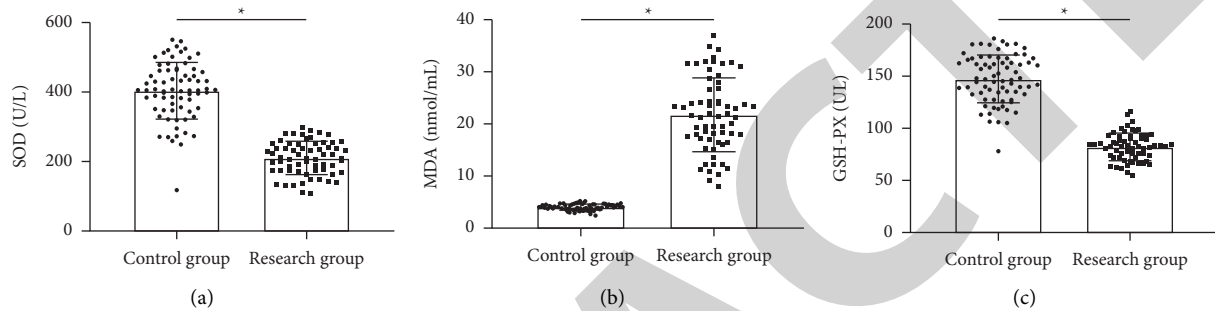 600
400
200
0
SOD (U/L)
*
Control group
Research group
(a)
40
30
20
10
0
MDA (nmol/mL)
*
Control group
Research group
(b)
200
150
100
50
0
GSH-PX (UL)
*
Control group
Research group
(c)